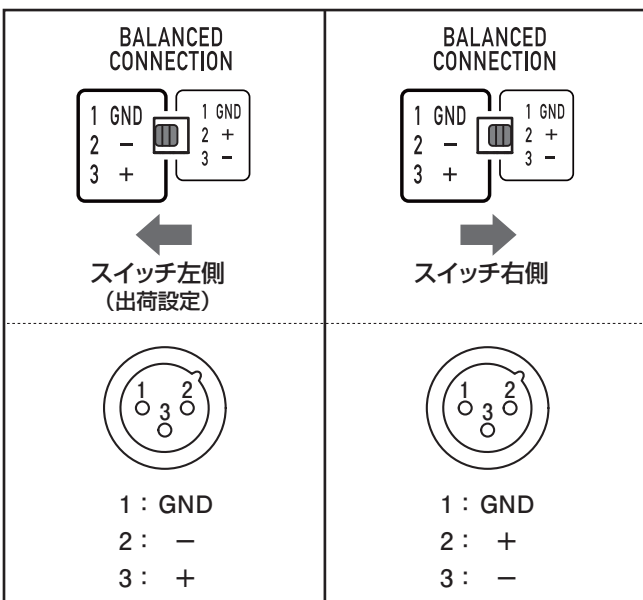 BALANCED
CONNECTION
1 GND
2 −
3 +
1 GND
2 +
3 −
スイッチ左側
(出荷設定)
1 2
3
1 : GND
2 : −
3 : +
BALANCED
CONNECTION
1 GND
2 −
3 +
1 GND
2 +
3 −
スイッチ右側
1 2
3
1 : GND
2 : +
3 : −